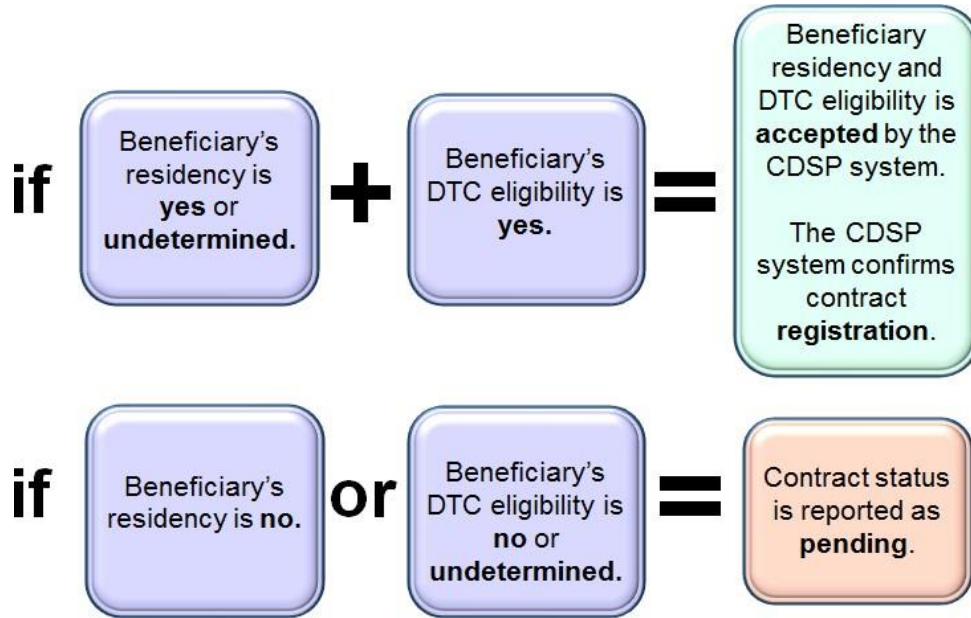 if
Beneficiary's
residency is
yes or
undetermined.
+
Beneficiary's
DTC eligibility is
yes.
=
Beneficiary
residency and
DTC eligibility is
accepted by the
CDSP system.
The CDSP
system confirms
contract
registration.
if
Beneficiary's
residency is no.
or
Beneficiary's
DTC eligibility is
no or
undetermined.
=
Contract status
is reported as
pending.